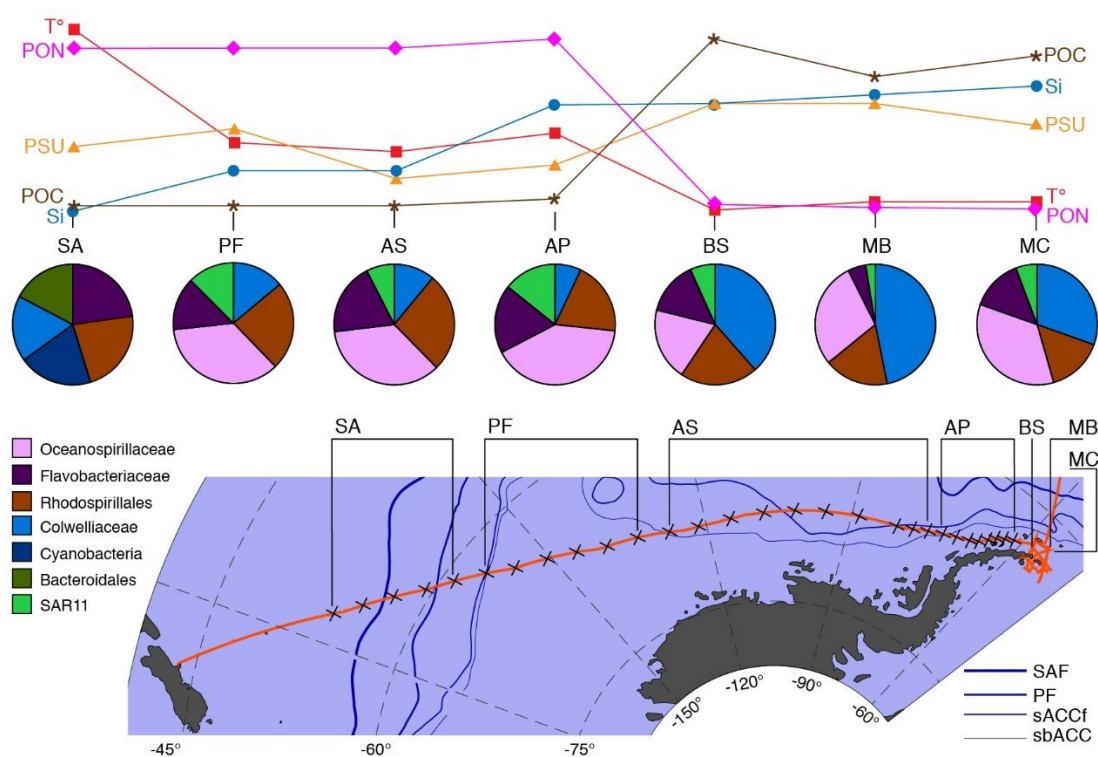 T°
PON
PSU
POC
Si
POC
Si
PSU
T°
PON
SA PF AS AP BS MB MC
Oceanospirillaceae
Flavobacteriaceae
Rhodospirillales
Colwelliaceae
Cyanobacteria
Bacteroidales
SAR11
SA PF AS AP BS MB
MC
SAF
PF
sACCf
sbACC
-150° -120° -90° -60°
-45° -60° -75°